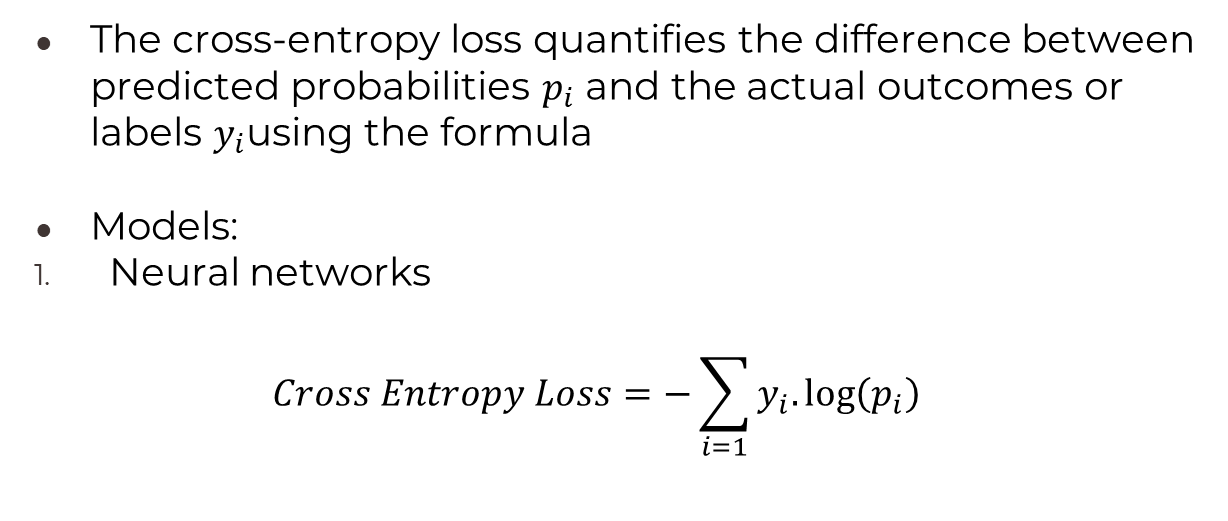 • The cross-entropy loss quantifies the difference between
predicted probabilities pᵢ and the actual outcomes or
labels yᵢusing the formula
• Models:
1. Neural networks
Cross Entropy Loss = − ∑ yᵢ.log(pᵢ)
i=1